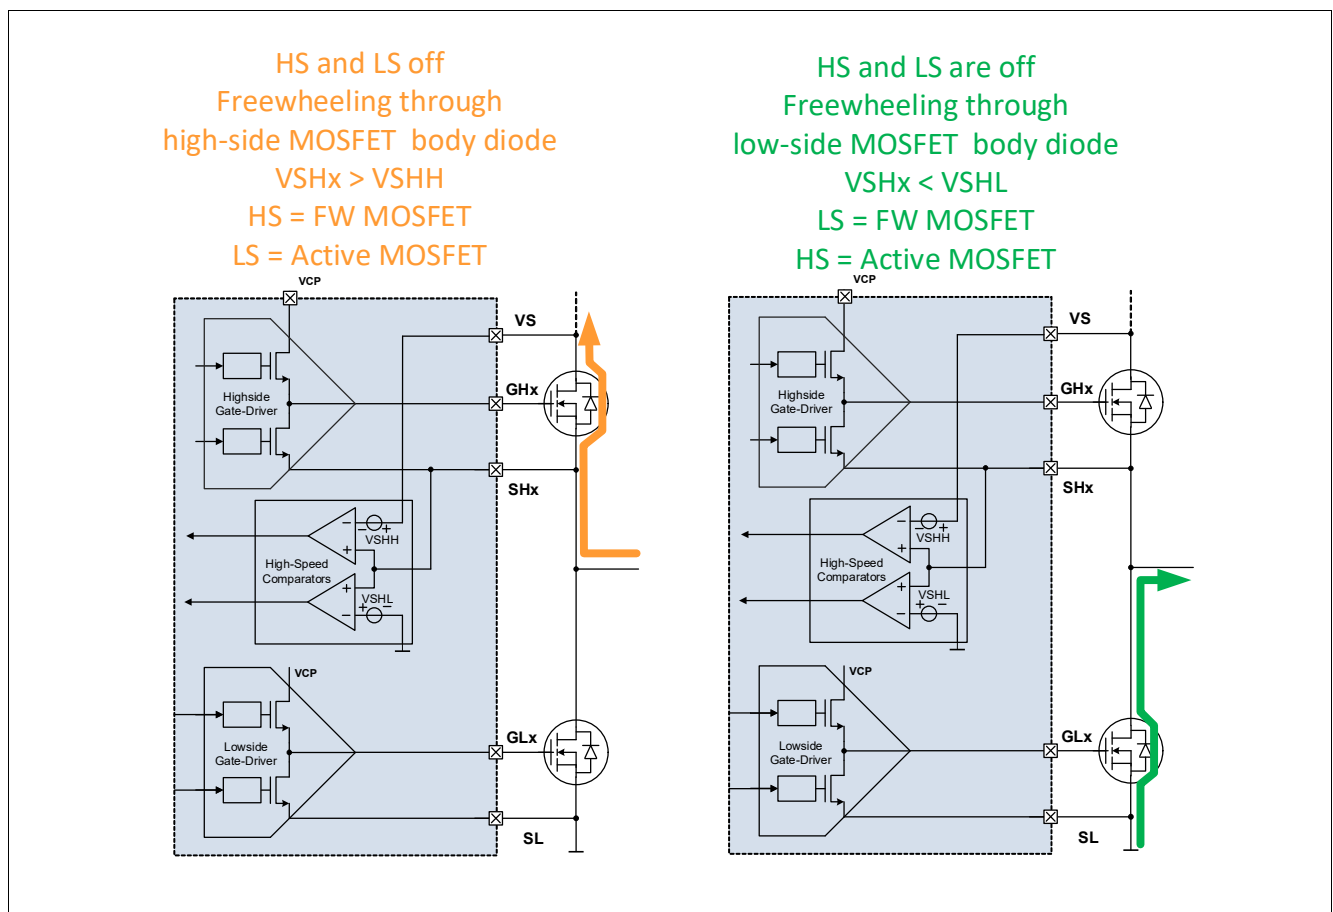 HS and LS off
Freewheeling through
high-side MOSFET body diode
VSHx > VSHH
HS = FW MOSFET
LS = Active MOSFET
VCP
VS
Highside
Gate-Driver
GHx
SHx
VSHH
High-Speed
Comparators
VSHL
VCP
Lowside
Gate-Driver
GLx
SL
HS and LS are off
Freewheeling through
low-side MOSFET body diode
VSHx < VSHL
LS = FW MOSFET
HS = Active MOSFET
VCP
VS
Highside
Gate-Driver
GHx
SHx
VSHH
High-Speed
Comparators
VSHL
VCP
Lowside
Gate-Driver
GLx
SL